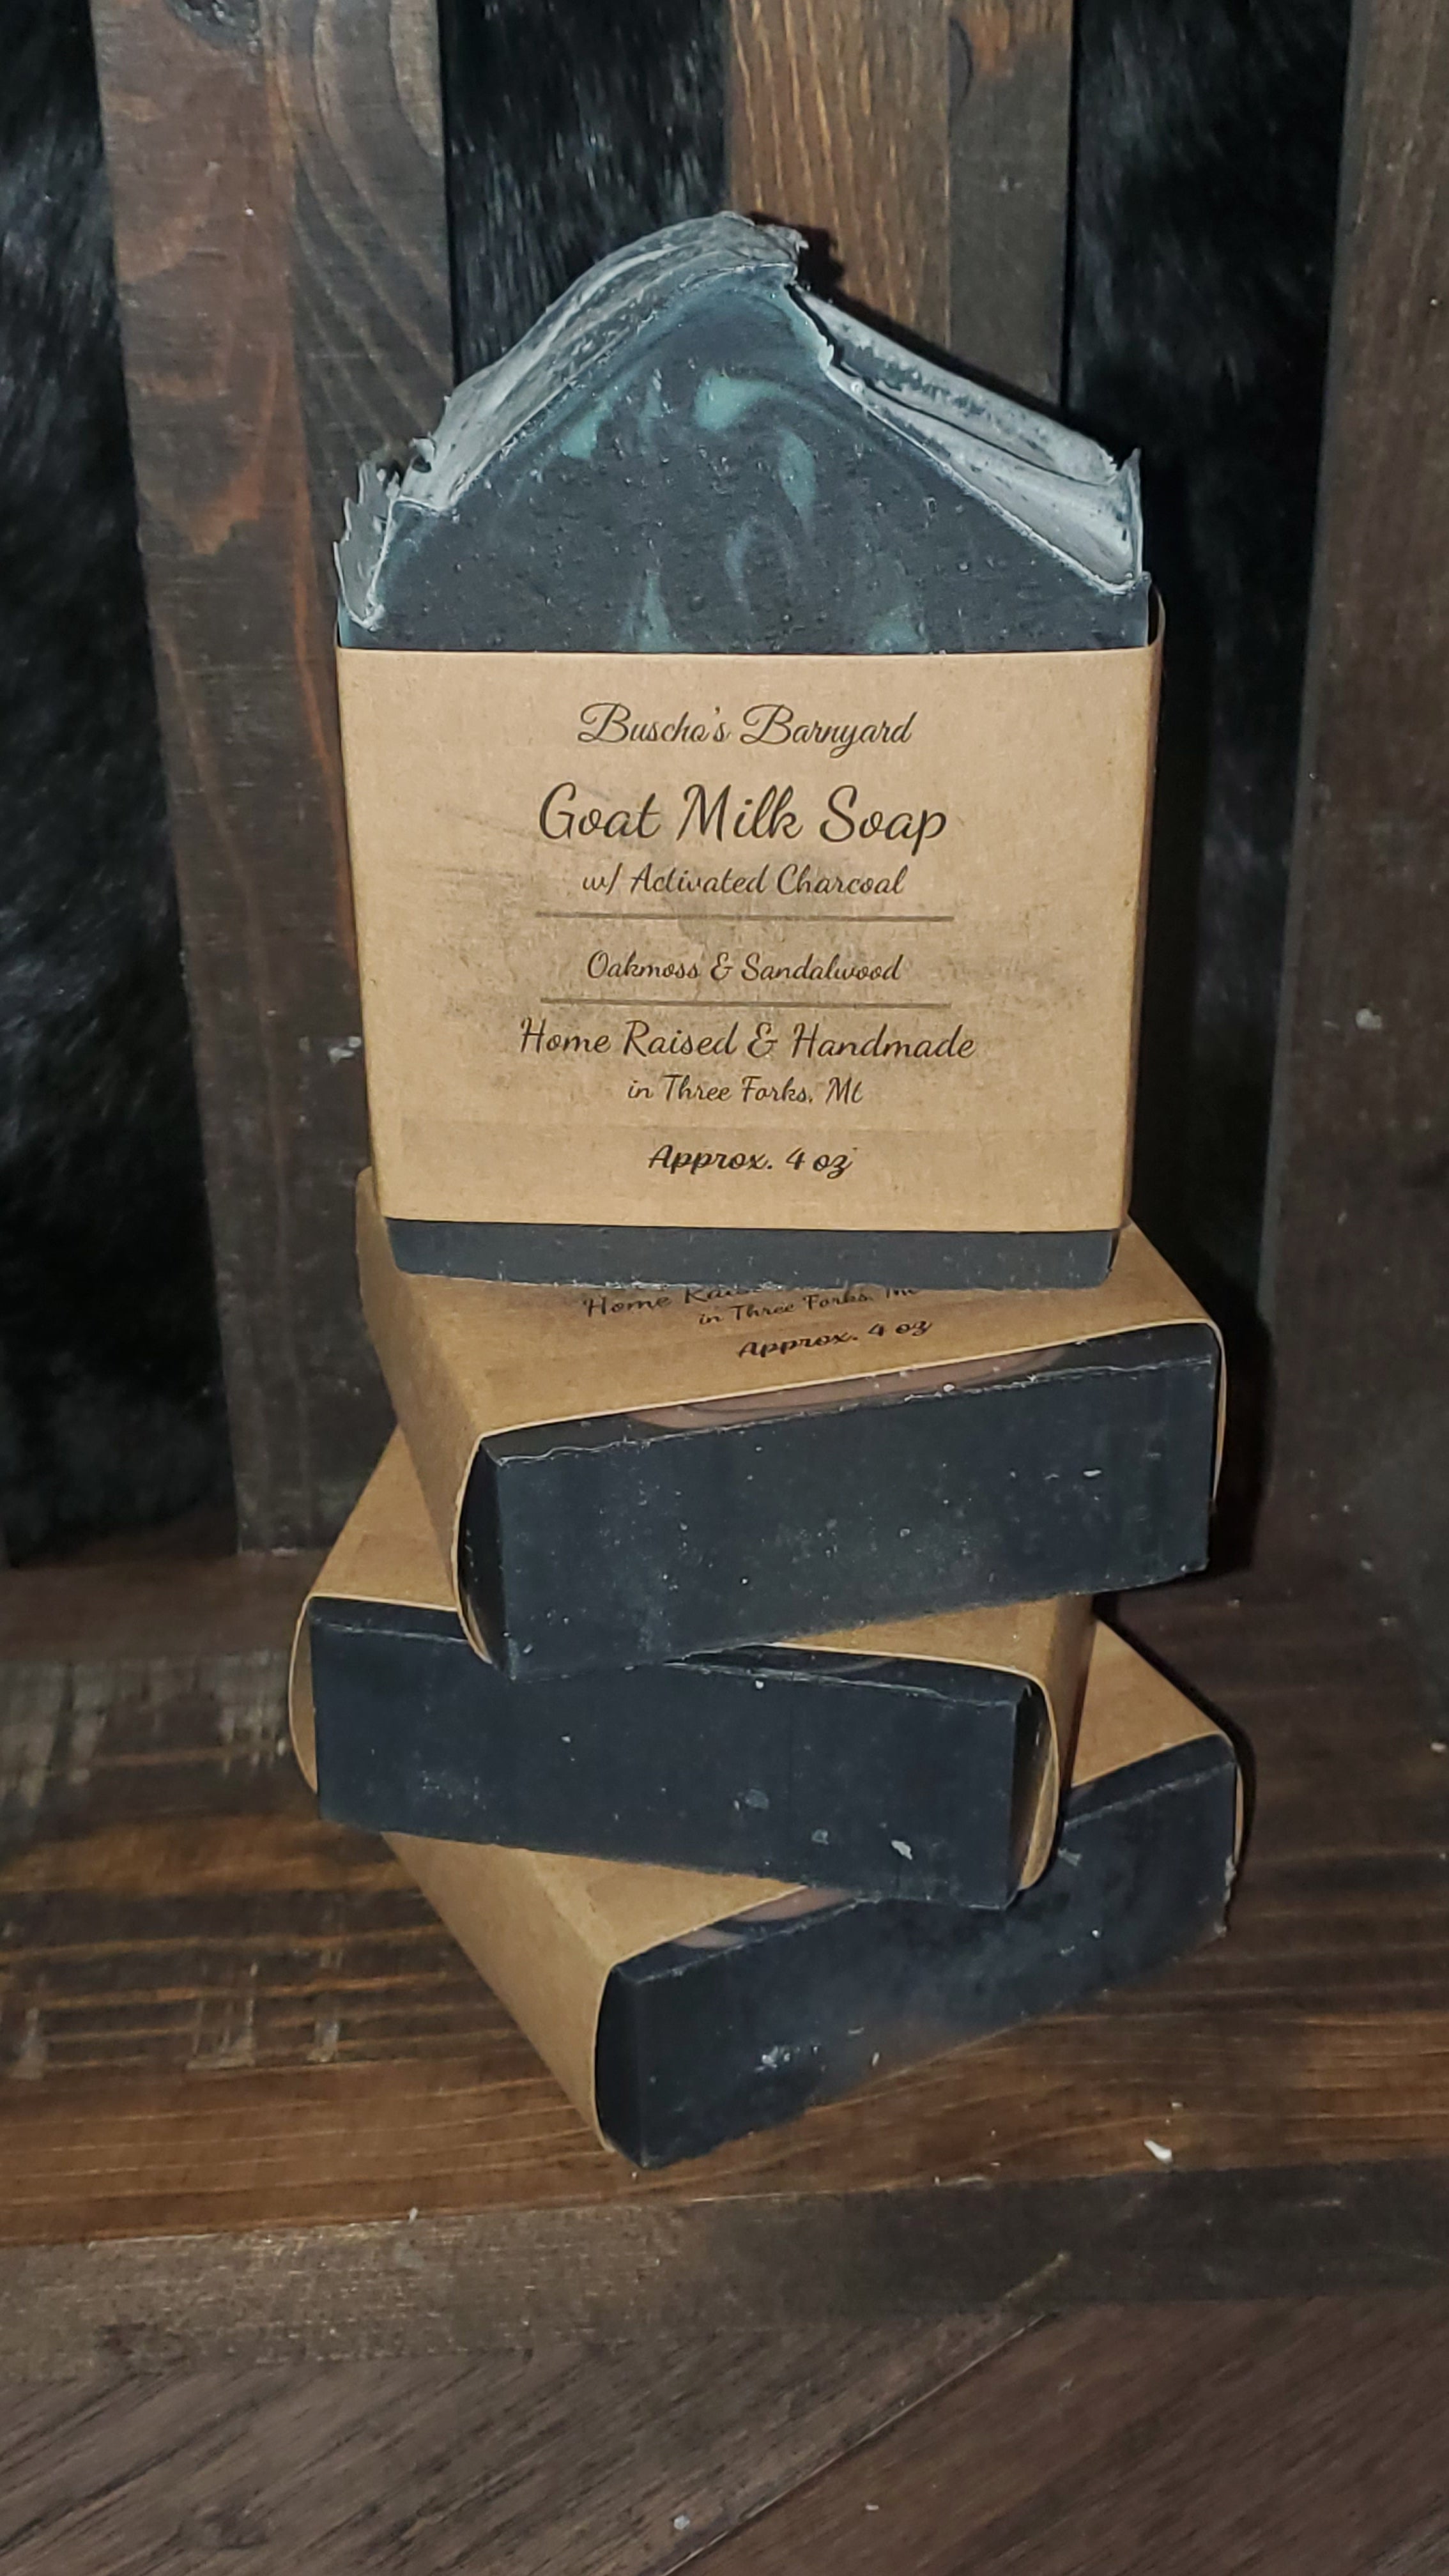 Buscho's Barnyard
Goat Milk Soap
w/ Activated Charcoal
Oakmoss & Sandalwood
Home Raised & Handmade
in Three Forks, Mt
Approx. 4 oz
Home
in Three Forks, Mt
Approx. 4 oz